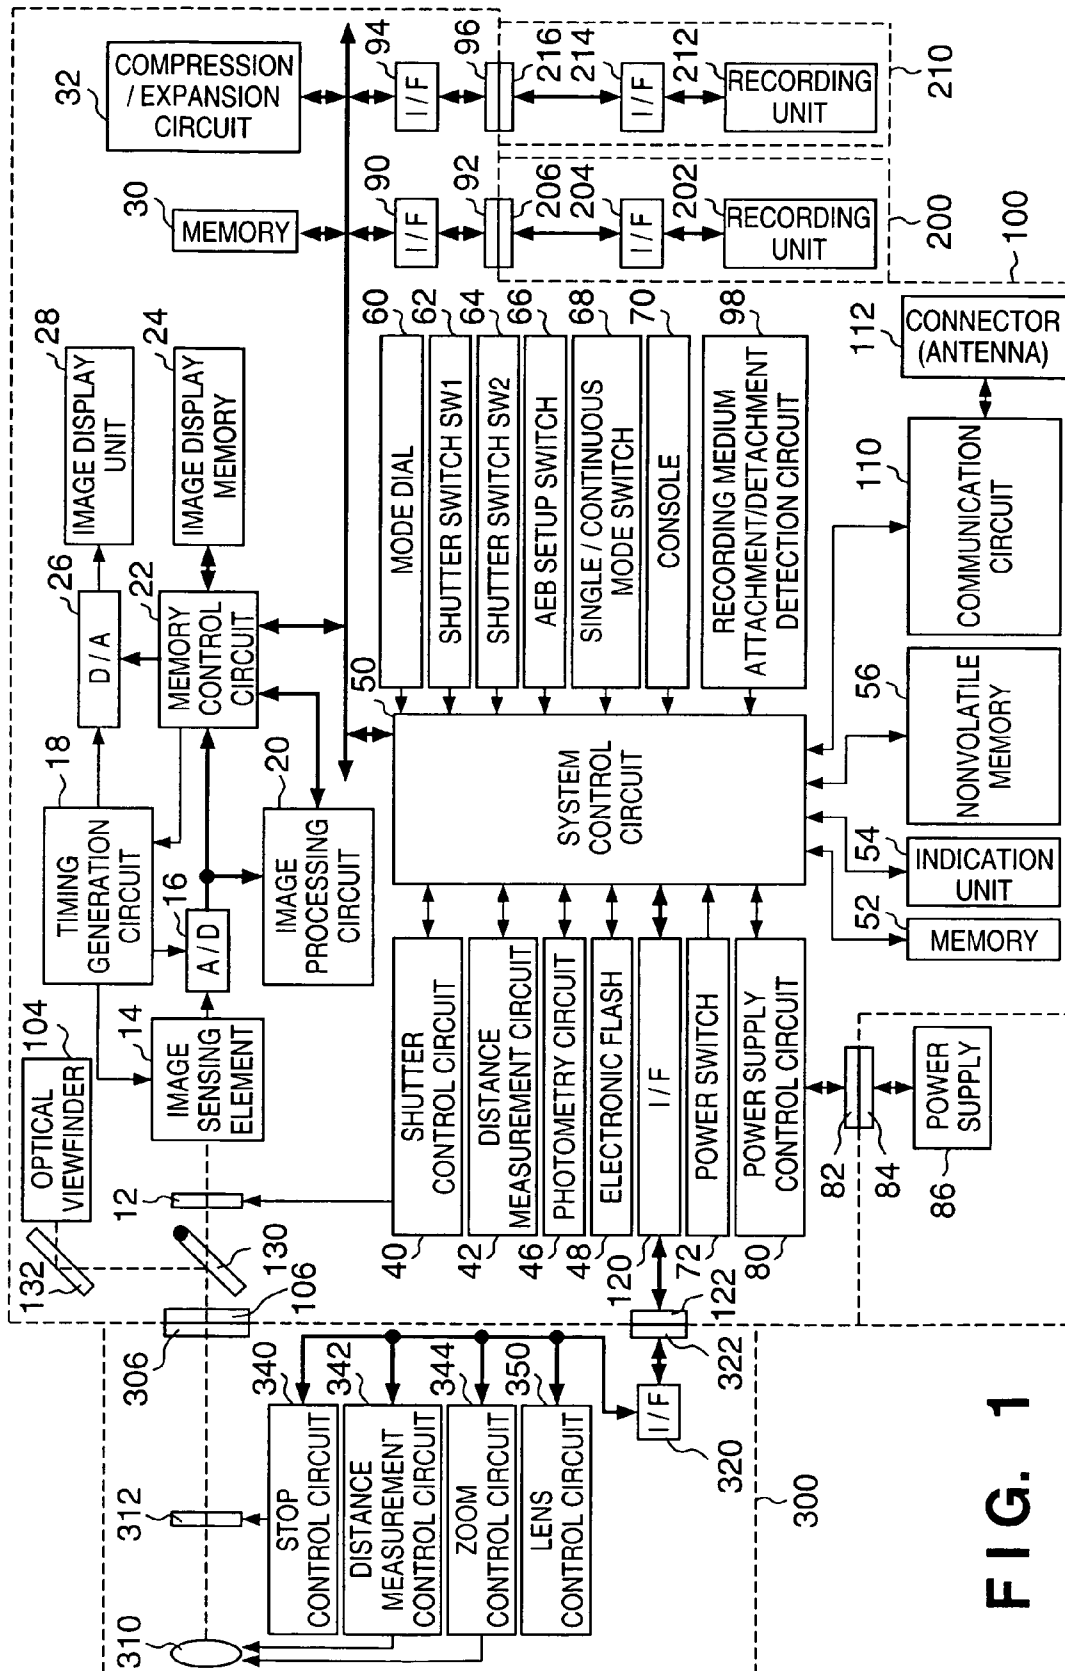 32
COMPRESSION
/ EXPANSION
CIRCUIT
30
MEMORY
94
I / F
96
90
I / F
92
216
214
I / F
212
RECORDING
UNIT
210
206
204
I / F
202
RECORDING
UNIT
200
100
28
IMAGE DISPLAY
UNIT
24
IMAGE DISPLAY
MEMORY
26
D / A
22
MEMORY
CONTROL
CIRCUIT
18
TIMING
GENERATION
CIRCUIT
16
A / D
20
IMAGE
PROCESSING
CIRCUIT
104
OPTICAL
VIEWFINDER
14
IMAGE
SENSING
ELEMENT
12
132
130
106
306
60
MODE DIAL
62
SHUTTER SWITCH SW1
64
SHUTTER SWITCH SW2
66
AEB SETUP SWITCH
68
SINGLE / CONTINUOUS
MODE SWITCH
70
CONSOLE
98
RECORDING MEDIUM
ATTACHMENT/DETACHMENT
DETECTION CIRCUIT
50
SYSTEM
CONTROL
CIRCUIT
112
CONNECTOR
(ANTENNA)
110
COMMUNICATION
CIRCUIT
56
NONVOLATILE
MEMORY
54
INDICATION
UNIT
52
MEMORY
SHUTTER
CONTROL CIRCUIT
40
DISTANCE
MEASUREMENT CIRCUIT
42
PHOTOMETRY CIRCUIT
46
ELECTRONIC FLASH
48
I / F
120
POWER SWITCH
72
POWER SUPPLY
CONTROL CIRCUIT
80
82
84
POWER
SUPPLY
86
122
322
I / F
320
340
STOP
CONTROL CIRCUIT
342
DISTANCE
MEASUREMENT
CONTROL CIRCUIT
344
ZOOM
CONTROL CIRCUIT
350
LENS
CONTROL CIRCUIT
312
310
300
FIG. 1